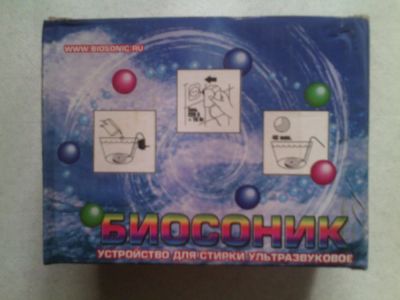 WWW.BIOSONIC.RU
БИОСОНИК
УСТРОЙСТВО ДЛЯ СТИРКИ УЛЬТРАЗВУКОВОЕ